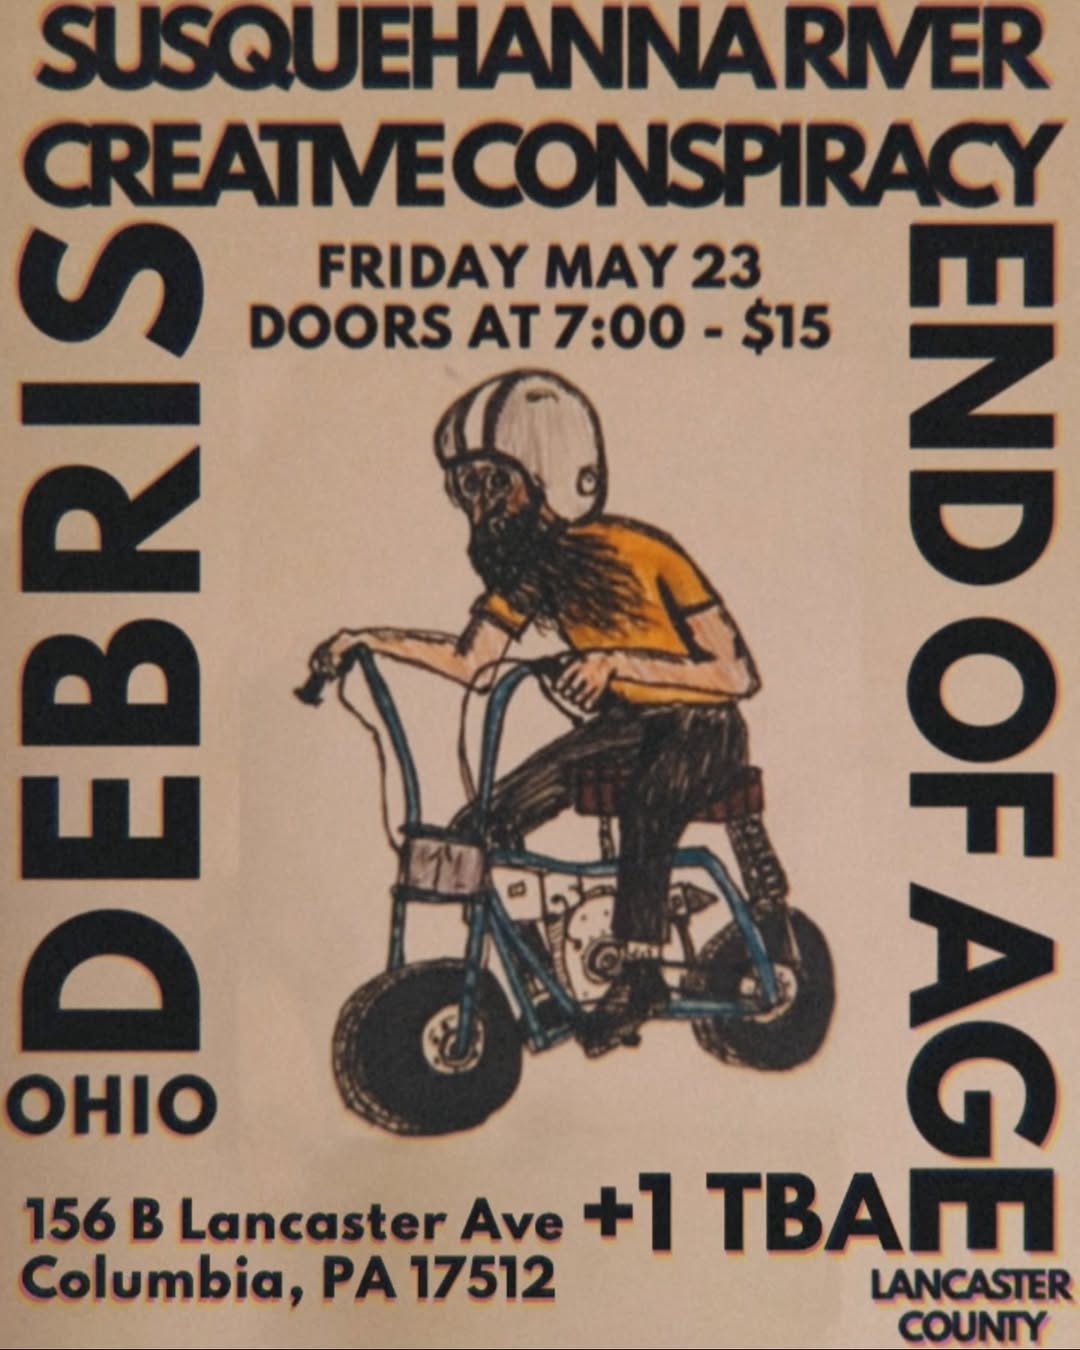 SUSQUEHANNA RIVER
CREATIVE CONSPIRACY
FRIDAY MAY 23
DOORS AT 7:00 - $15
DEBRIS
OHIO
END OF AGE
LANCASTER
COUNTY
+1 TBA
156 B Lancaster Ave
Columbia, PA 17512